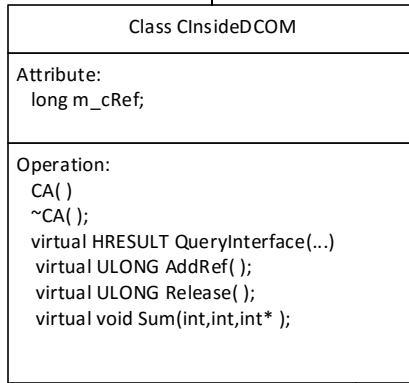 Class CInsideDCOM
Attribute:
long m_cRef;
Operation:
CA( )
~CA( );
virtual HRESULT QueryInterface(...)
virtual ULONG AddRef( );
virtual ULONG Release( );
virtual void Sum(int,int,int* );